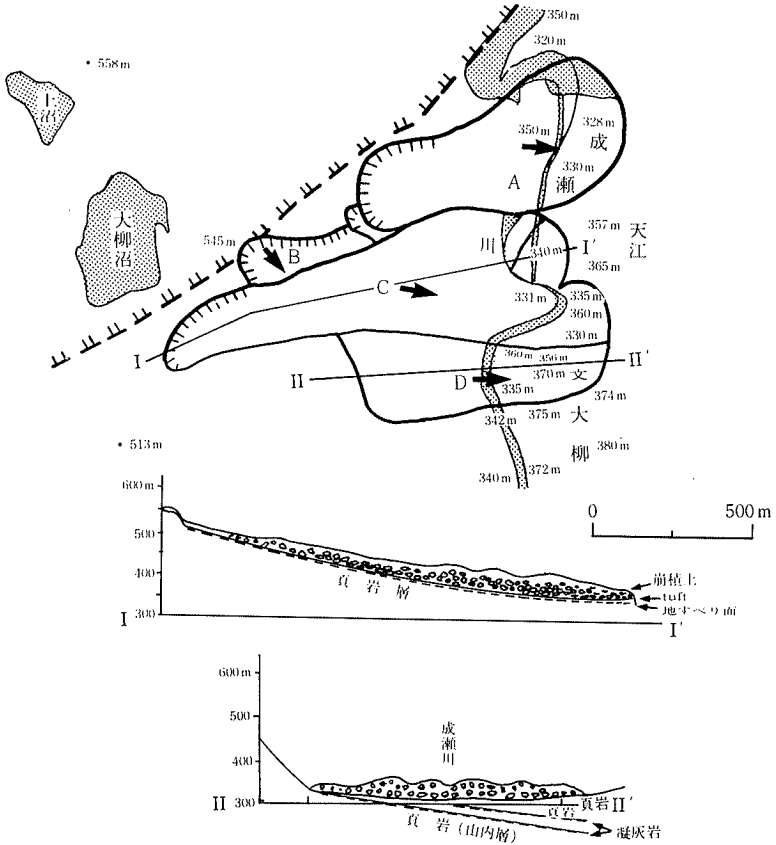 350m
320m
・558m
上沼
大柳沼
328m
成瀬川
350m
330m
A
357m
天江
365m
545m
B
340m
I'
C
331m
335m
360m
330m
I
II
360m
356m
370m
II'
D
335m
文
374m
342m
375m
大柳
380m
・513m
340m
372m
0
500m
600m
500
400
300
頁岩層
崩積土
tuft
地すべり面
I
I'
600m
500
400
300
成瀬川
II
頁岩
II'
頁岩
頁岩(山内層)
凝灰岩